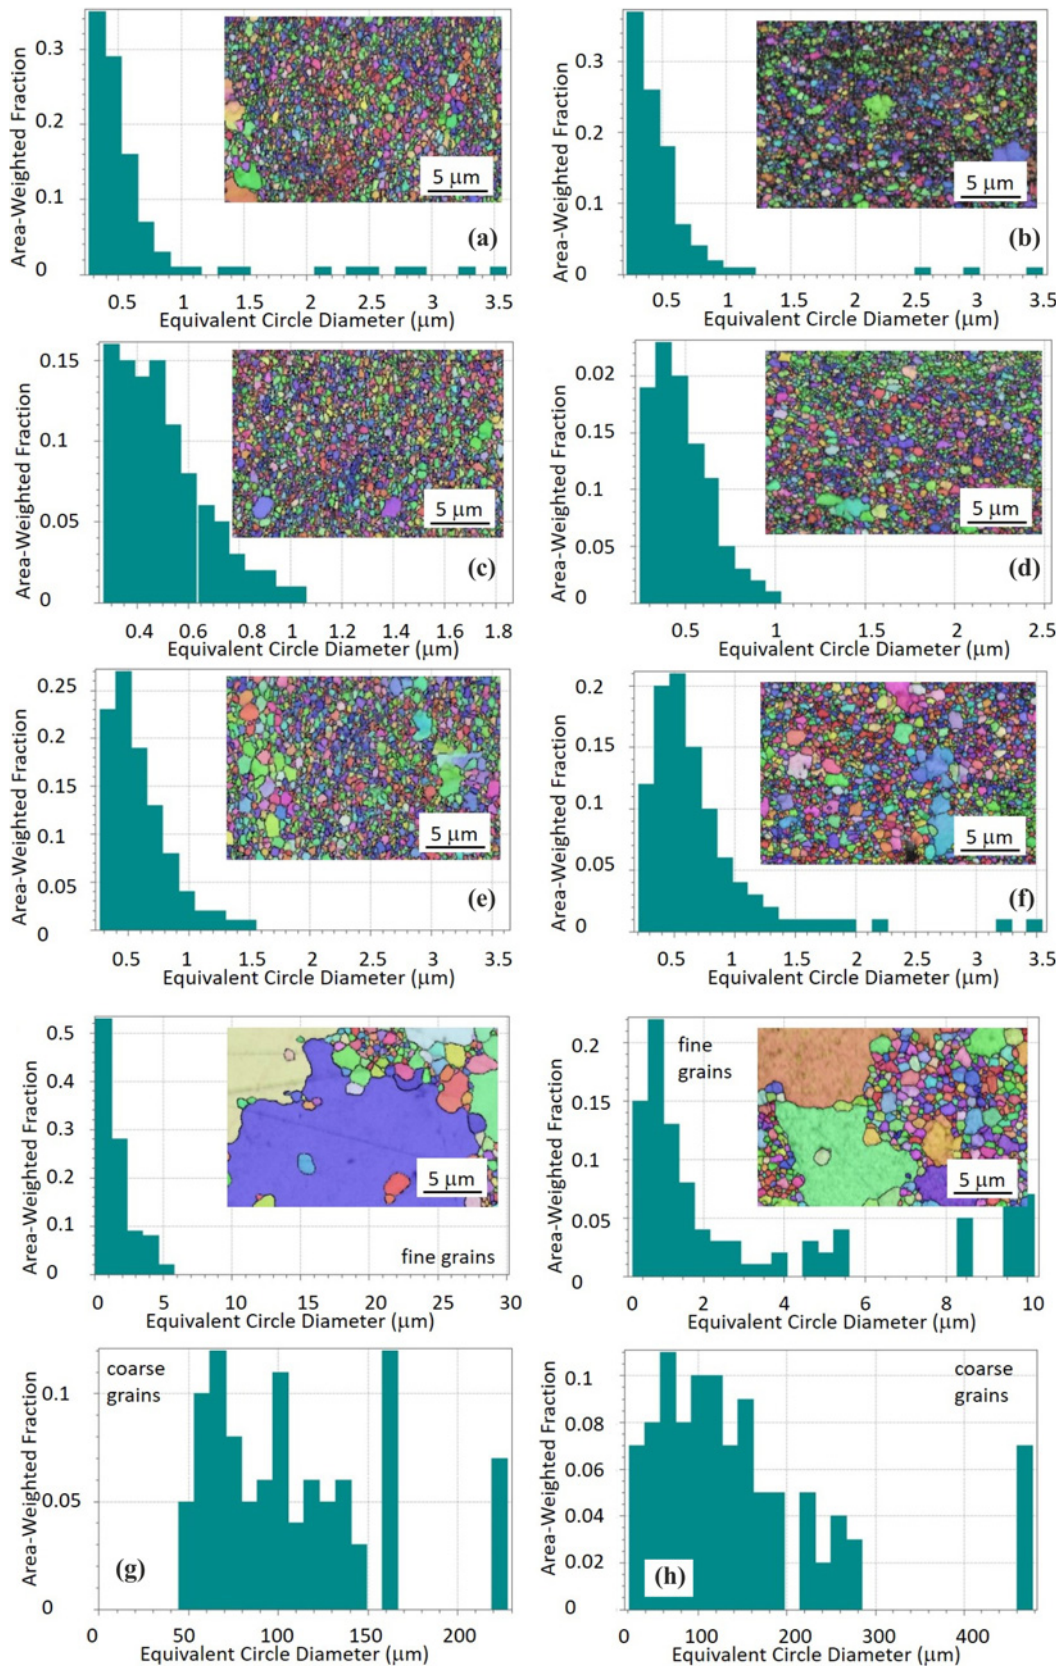 Area-Weighted Fraction
0.3
0.2
0.1
0
5 μm
(a)
0.5 1 1.5 2 2.5 3 3.5
Equivalent Circle Diameter (μm)
Area-Weighted Fraction
0.3
0.2
0.1
0
5 μm
(b)
0.5 1 1.5 2 2.5 3 3.5
Equivalent Circle Diameter (μm)
Area-Weighted Fraction
0.15
0.1
0.05
0
5 μm
(c)
0.4 0.6 0.8 1 1.2 1.4 1.6 1.8
Equivalent Circle Diameter (μm)
Area-Weighted Fraction
0.02
0.15
0.1
0.05
0
5 μm
(d)
0.5 1 1.5 2 2.5
Equivalent Circle Diameter (μm)
Area-Weighted Fraction
0.25
0.2
0.15
0.1
0.05
0
5 μm
(e)
0.5 1 1.5 2 2.5 3 3.5
Equivalent Circle Diameter (μm)
Area-Weighted Fraction
0.2
0.15
0.1
0.05
0
5 μm
(f)
0.5 1 1.5 2 2.5 3 3.5
Equivalent Circle Diameter (μm)
Area-Weighted Fraction
0.5
0.4
0.3
0.2
0.1
0
5 μm
fine grains
0 5 10 15 20 25 30
Equivalent Circle Diameter (μm)
Area-Weighted Fraction
0.2
0.15
0.1
0.05
0
fine
grains
5 μm
0 2 4 6 8 10
Equivalent Circle Diameter (μm)
Area-Weighted Fraction
0.1
0.05
0
coarse
grains
(g)
0 50 100 150 200
Equivalent Circle Diameter (μm)
Area-Weighted Fraction
0.1
0.08
0.06
0.04
0.02
0
coarse
grains
(h)
0 100 200 300 400
Equivalent Circle Diameter (μm)